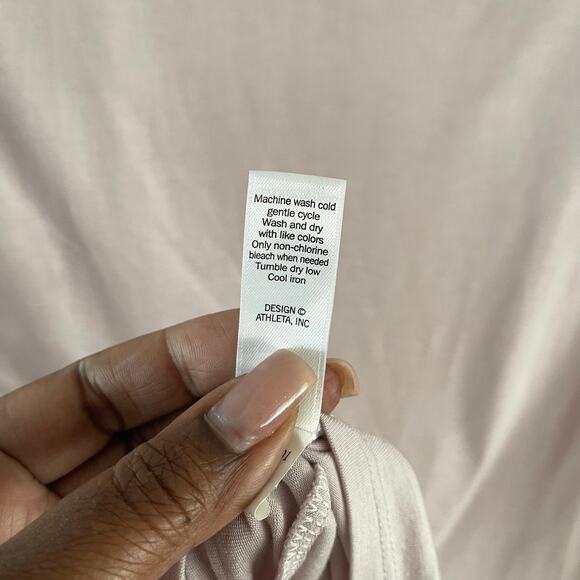 Machine wash cold
gentle cycle
Wash and dry
with like colors
Only non-chlorine
bleach when needed
Tumble dry low
Cool iron
DESIGN ©
ATHLETA, INC